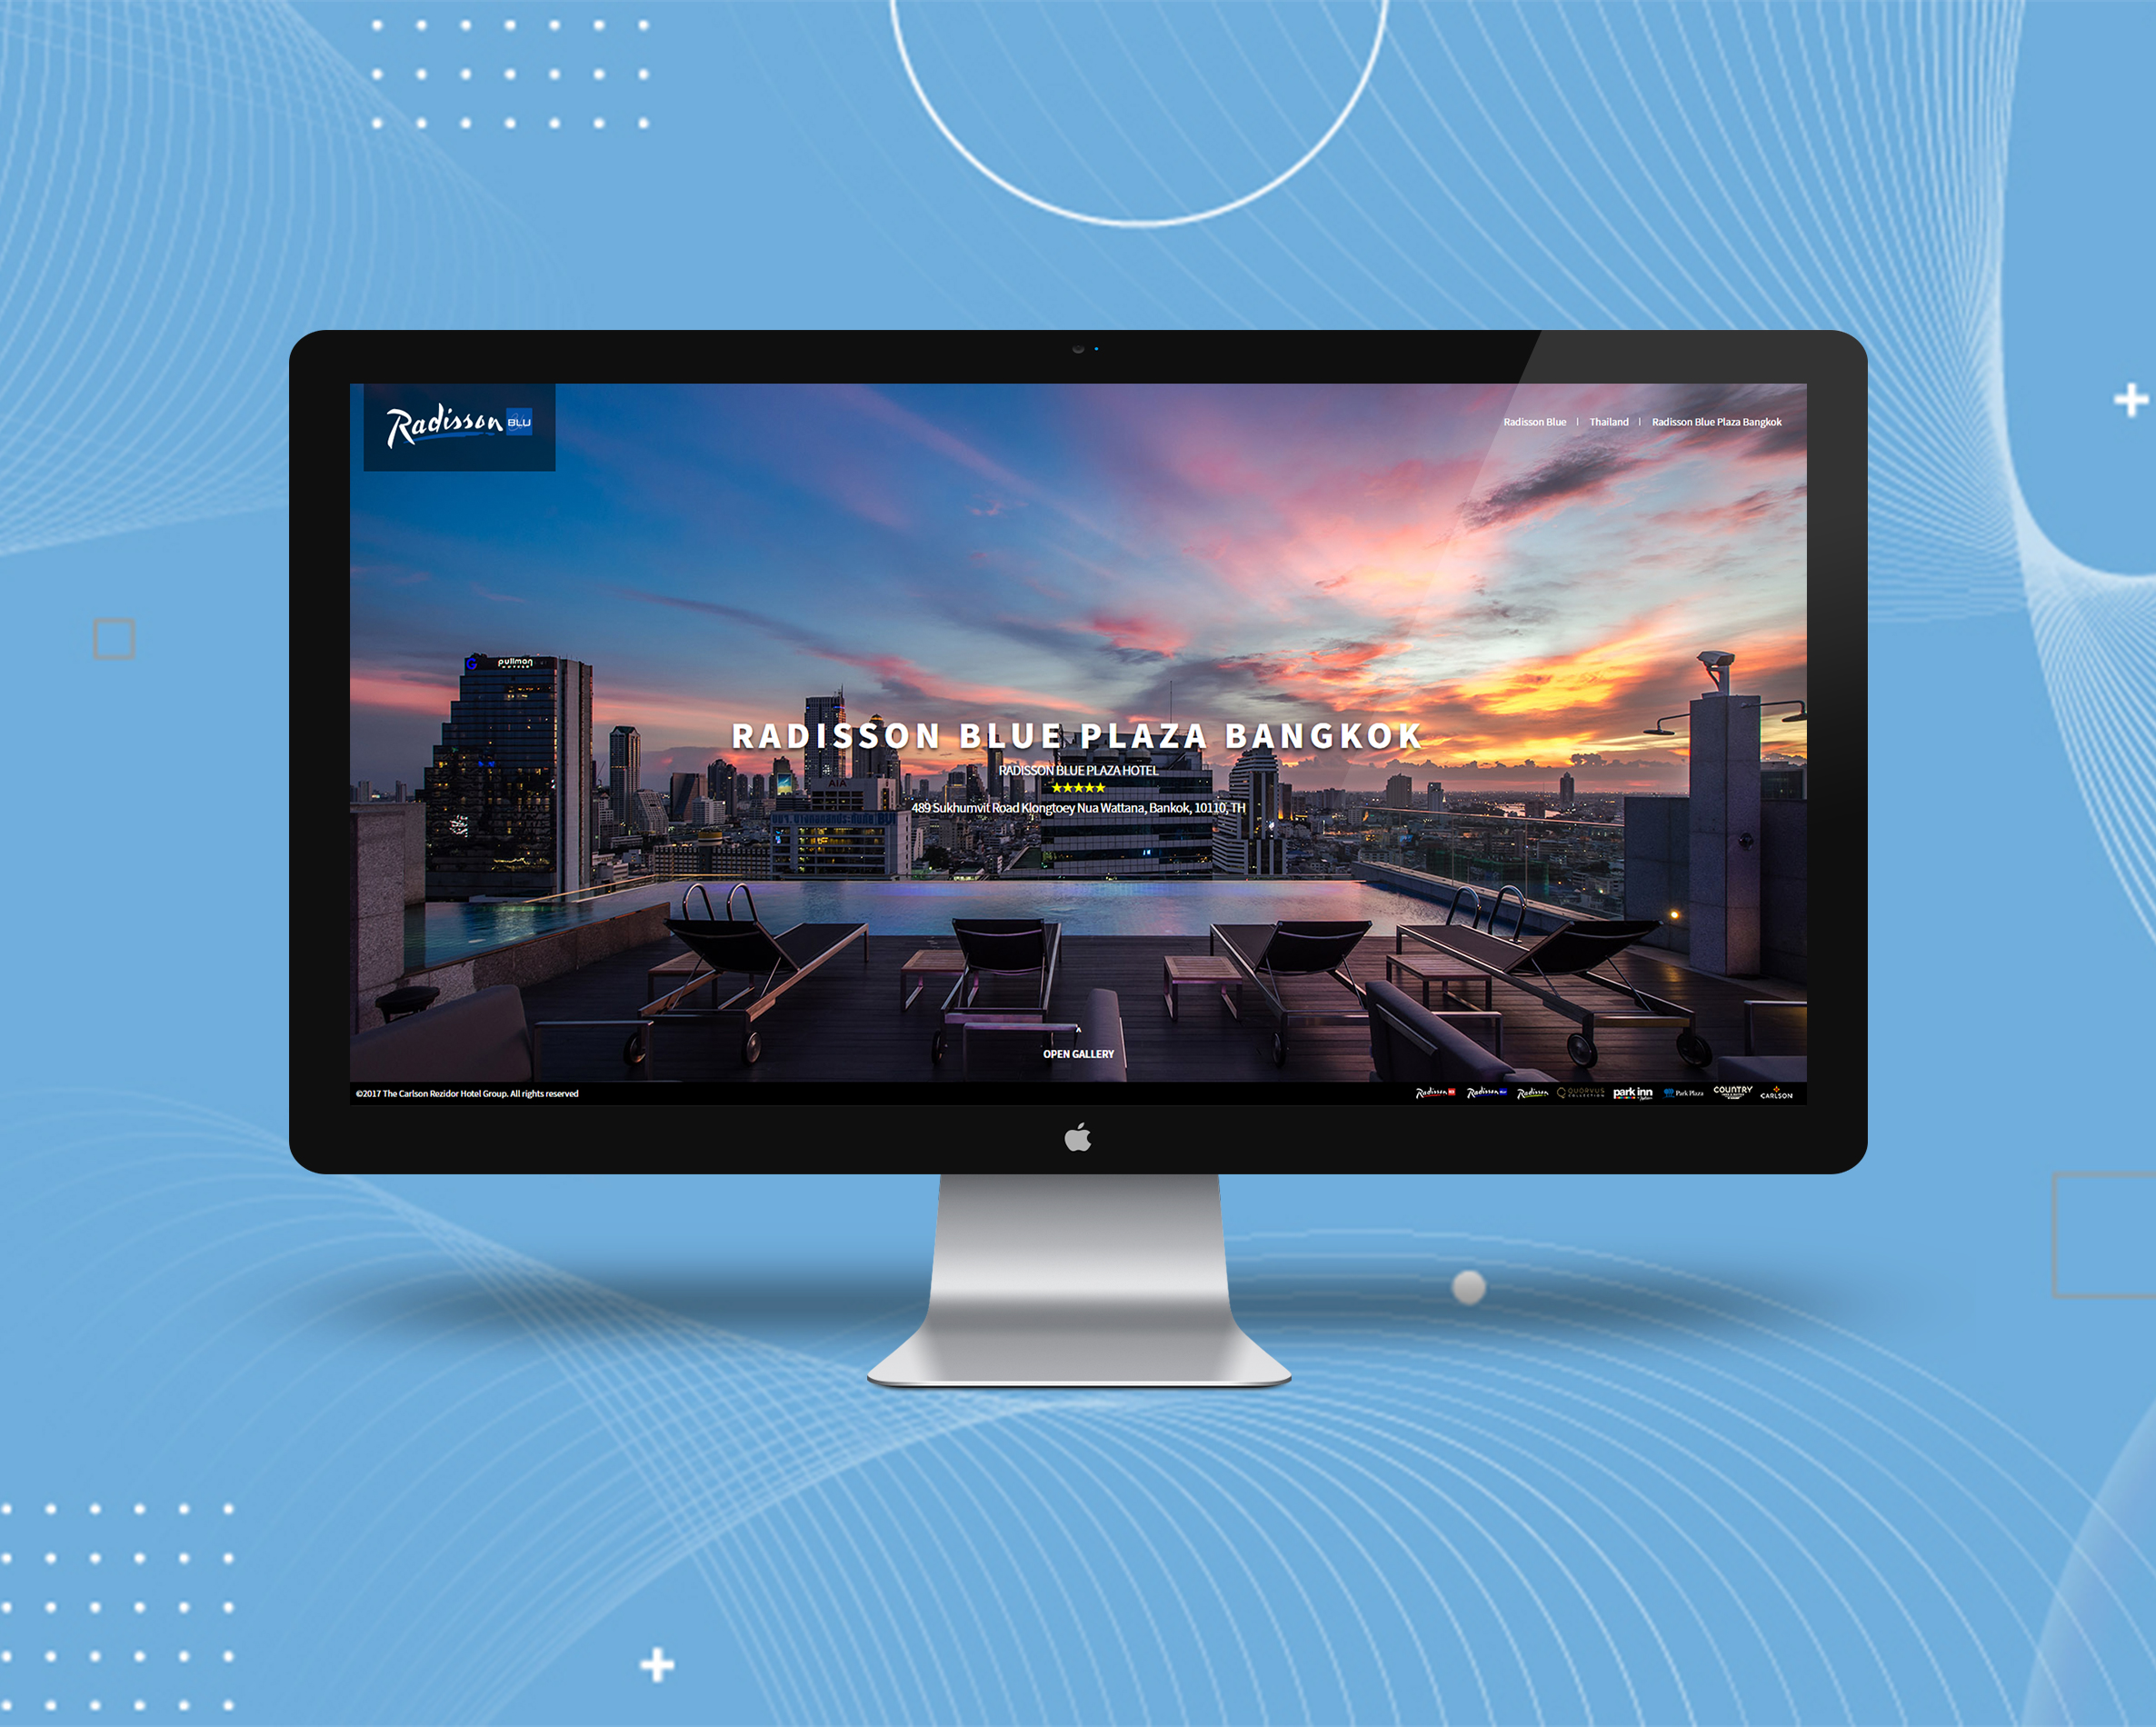 Radisson BLU
Radisson Blue | Thailand | Radisson Blue Plaza Bangkok
pullman
RADISSON BLUE PLAZA BANGKOK
RADISSON BLUE PLAZA HOTEL
★★★★★
AIA
489 Sukhumvit Road Klongtoey Nua Wattana, Bankok, 10110, TH
BUI
^
OPEN GALLERY
©2017 The Carlson Rezidor Hotel Group. All rights reserved
Radisson Radisson Radisson QUORVUS COLLECTION park inn Park Plaza COUNTRY CARLSON